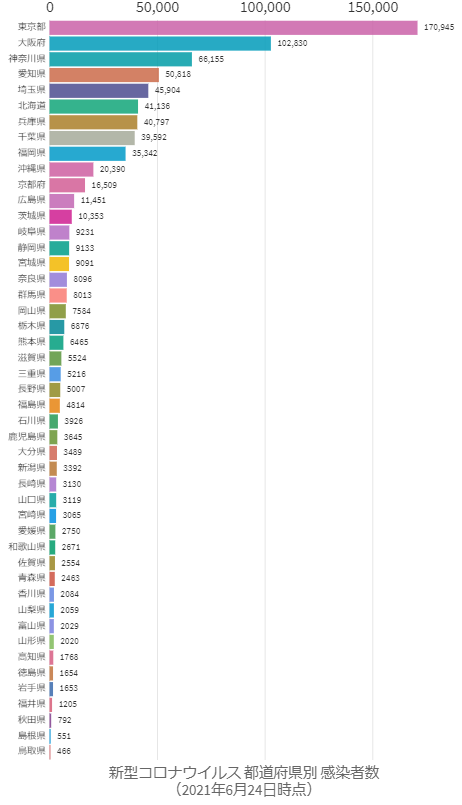 0 50,000 100,000 150,000
東京都 170,945
大阪府 102,830
神奈川県 66,155
愛知県 50,818
埼玉県 45,904
北海道 41,136
兵庫県 40,797
千葉県 39,592
福岡県 35,342
沖縄県 20,390
京都府 16,509
広島県 11,451
茨城県 10,353
岐阜県 9231
静岡県 9133
宮城県 9091
奈良県 8096
群馬県 8013
岡山県 7584
栃木県 6876
熊本県 6465
滋賀県 5524
三重県 5216
長野県 5007
福島県 4814
石川県 3926
鹿児島県 3645
大分県 3489
新潟県 3392
長崎県 3130
山口県 3119
宮崎県 3065
愛媛県 2750
和歌山県 2671
佐賀県 2554
青森県 2463
香川県 2084
山梨県 2059
富山県 2029
山形県 2020
高知県 1768
徳島県 1654
岩手県 1653
福井県 1205
秋田県 792
島根県 551
鳥取県 466
新型コロナウイルス 都道府県別 感染者数
（2021年6月24日時点）